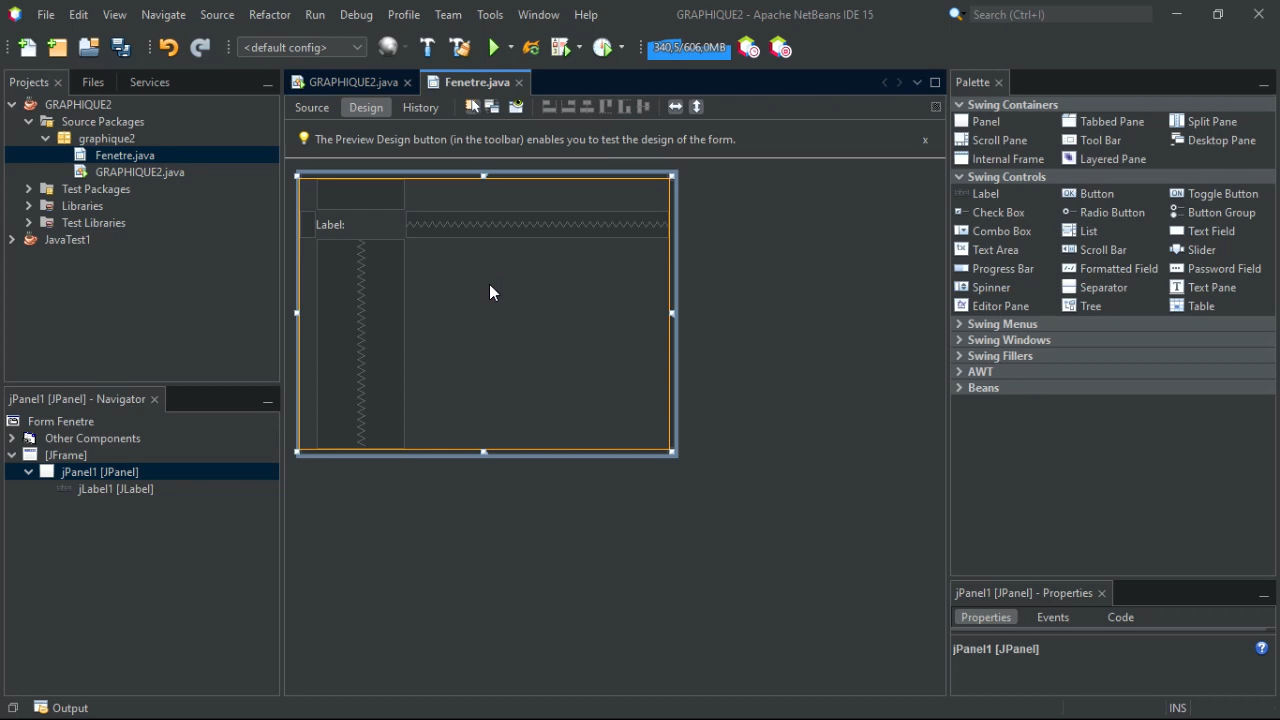 File Edit View Navigate Source Refactor Run Debug Profile Team Tools Window Help GRAPHIQUE2 - Apache NetBeans IDE 15 Search (Ctrl+I)
<default config> 340,5/606,0MB
Projects Files Services GRAPHIQUE2.java Fenetre.java Palette
GRAPHIQUE2
Source Packages
graphique2
Fenetre.java
GRAPHIQUE2.java
Test Packages
Libraries
Test Libraries
JavaTest1
Source Design History
The Preview Design button (in the toolbar) enables you to test the design of the form. x
Label:
Swing Containers
Panel Tabbed Pane Split Pane
Scroll Pane Tool Bar Desktop Pane
Internal Frame Layered Pane
Swing Controls
Label OK Button ON Toggle Button
Check Box Radio Button Button Group
Combo Box List Text Field
Text Area Scroll Bar Slider
Progress Bar Formatted Field Password Field
Spinner Separator T Text Pane
Editor Pane Tree Table
Swing Menus
Swing Windows
Swing Fillers
AWT
Beans
jPanel1 [JPanel] - Navigator
Form Fenetre
Other Components
[JFrame]
jPanel1 [JPanel]
jLabel1 [JLabel]
jPanel1 [JPanel] - Properties
Properties Events Code
jPanel1 [JPanel] ?
Output INS